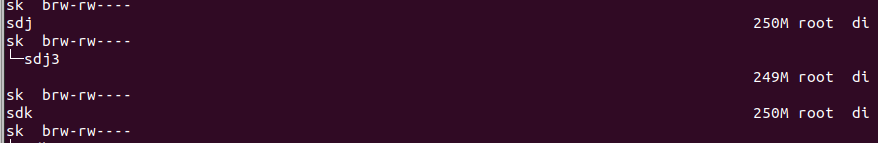 sk  brw-rw----
sdj                                                                                250M root  di
sk  brw-rw----
└─sdj3
                                                                                   249M root  di
sk  brw-rw----
sdk                                                                                250M root  di
sk  brw-rw----